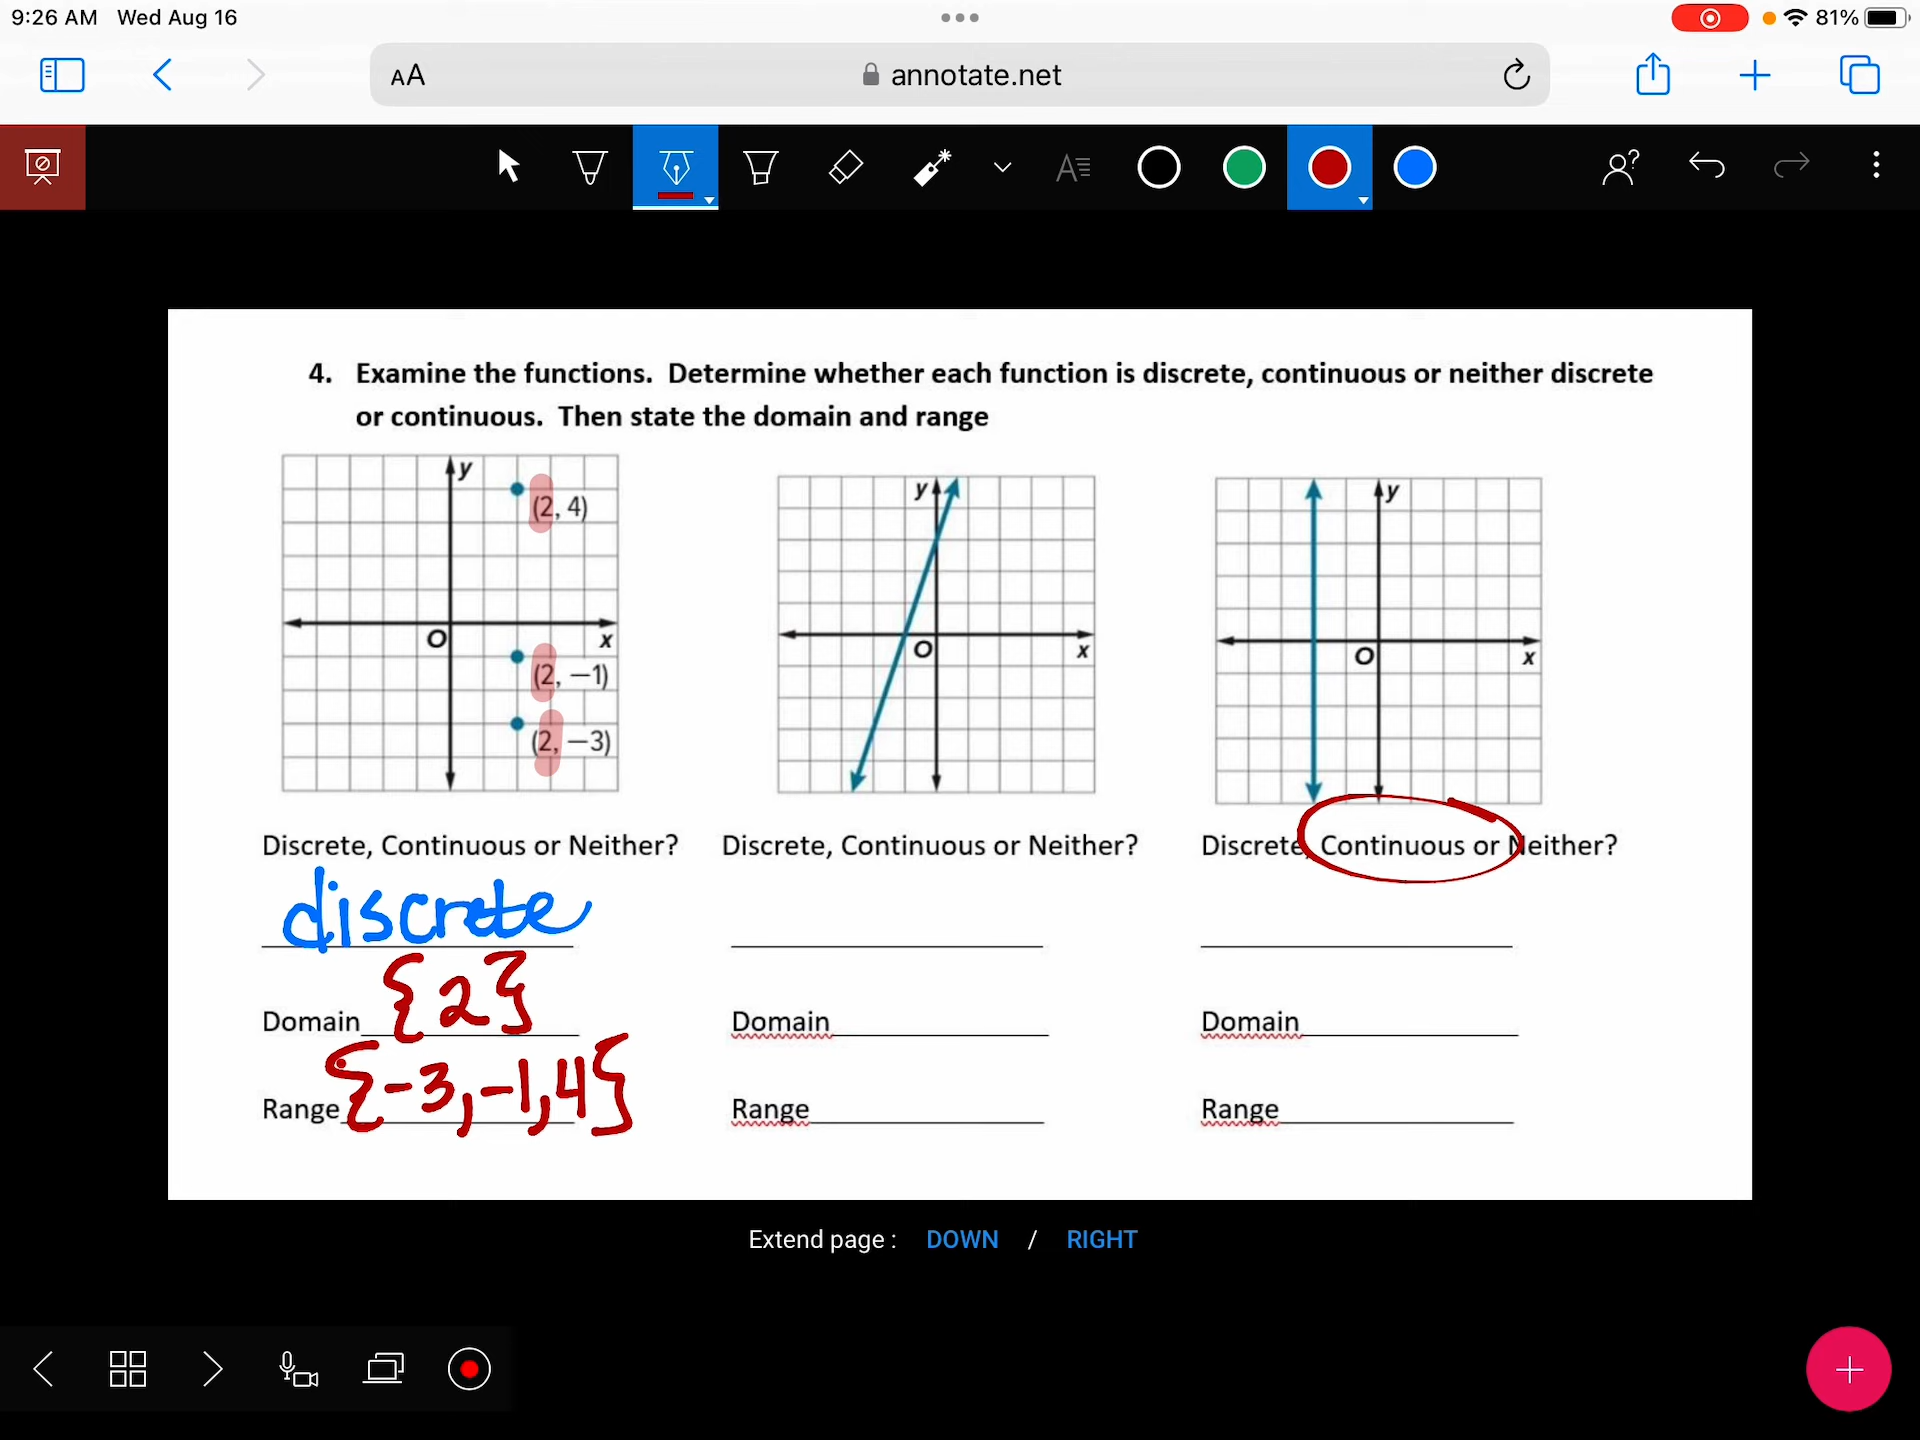 9:26 AM Wed Aug 16
81%
AA annotate.net
4. Examine the functions. Determine whether each function is discrete, continuous or neither discrete
or continuous. Then state the domain and range
y
(2, 4)
O
x
(2, −1)
(2, −3)
y
O
x
y
O
x
Discrete, Continuous or Neither?
discrete
Domain {2}
Range {-3,-1,4}
Discrete, Continuous or Neither?
Domain
Range
Discrete, Continuous or Neither?
Domain
Range
Extend page : DOWN / RIGHT